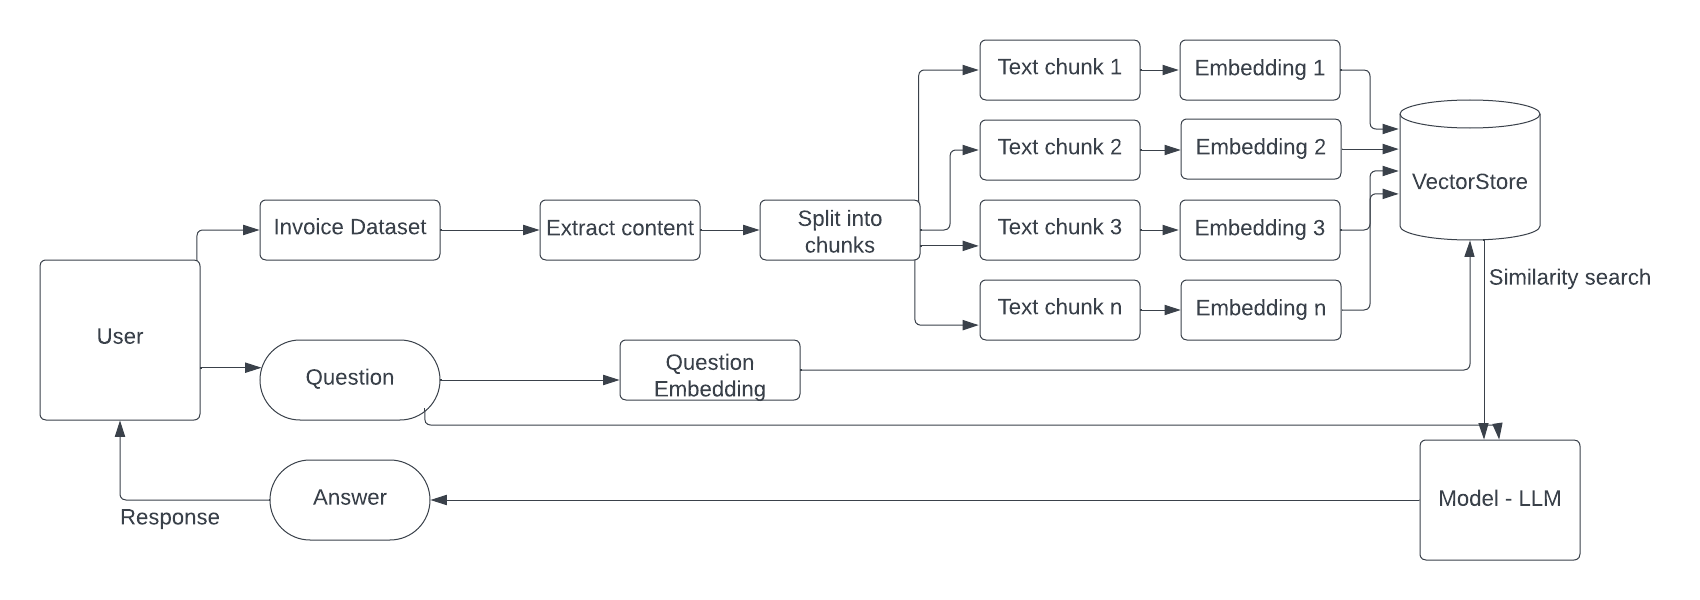 Text chunk 1
Embedding 1
Text chunk 2
Embedding 2
VectorStore
Invoice Dataset
Extract content
Split into
chunks
Text chunk 3
Embedding 3
Similarity search
Text chunk n
Embedding n
User
Question
Question
Embedding
Answer
Response
Model - LLM